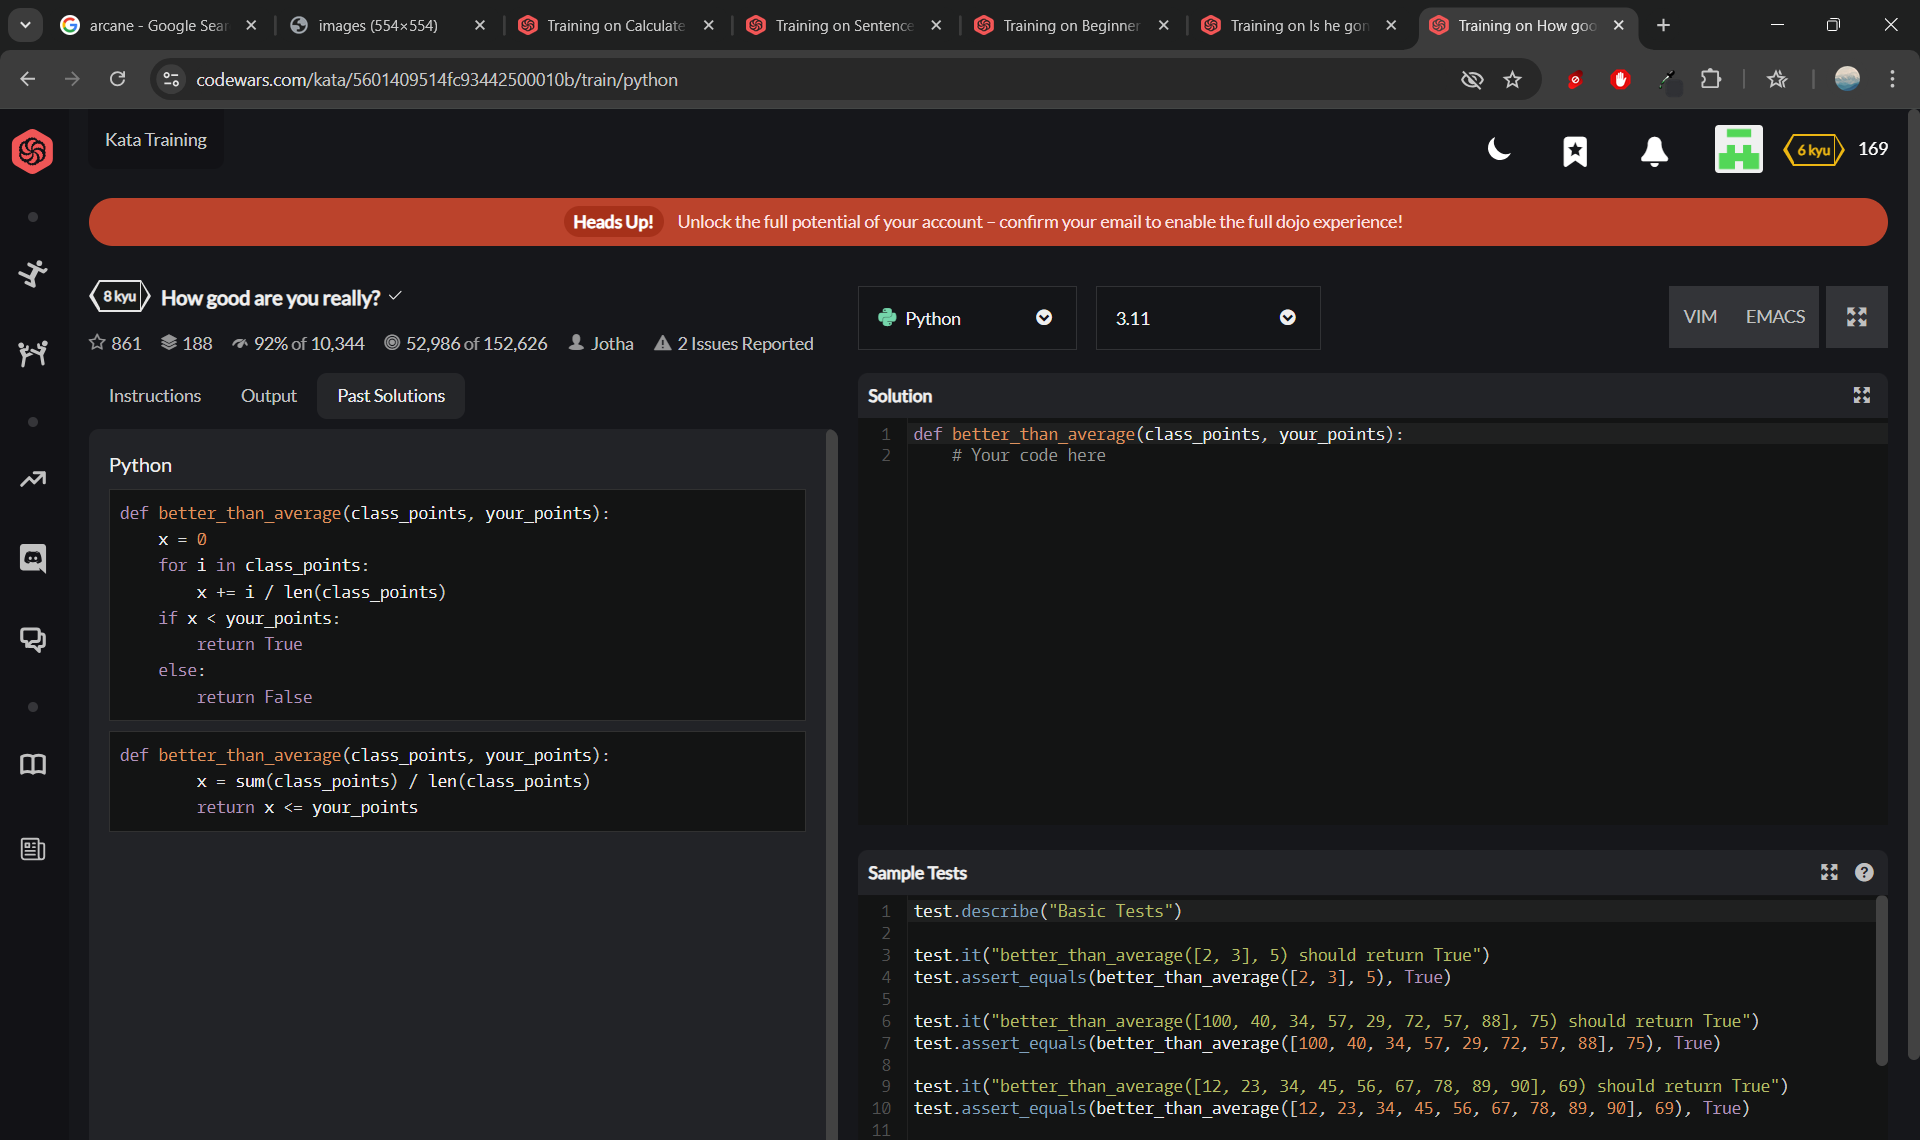 arcane - Google Sear
images (554×554)
Training on Calculate
Training on Sentence
Training on Beginner
Training on Is he gon
Training on How goo
codewars.com/kata/5601409514fc93442500010b/train/python
Kata Training
6 kyu
169
Heads Up! Unlock the full potential of your account – confirm your email to enable the full dojo experience!
8 kyu How good are you really?
861 188 92% of 10,344 52,986 of 152,626 Jotha 2 Issues Reported
Python
3.11
VIM
EMACS
Instructions
Output
Past Solutions
Python
def better_than_average(class_points, your_points):
    x = 0
    for i in class_points:
        x += i / len(class_points)
    if x < your_points:
        return True
    else:
        return False
def better_than_average(class_points, your_points):
        x = sum(class_points) / len(class_points)
        return x <= your_points
Solution
1 def better_than_average(class_points, your_points):
2     # Your code here
Sample Tests
?
1 test.describe("Basic Tests")
2
3 test.it("better_than_average([2, 3], 5) should return True")
4 test.assert_equals(better_than_average([2, 3], 5), True)
5
6 test.it("better_than_average([100, 40, 34, 57, 29, 72, 57, 88], 75) should return True")
7 test.assert_equals(better_than_average([100, 40, 34, 57, 29, 72, 57, 88], 75), True)
8
9 test.it("better_than_average([12, 23, 34, 45, 56, 67, 78, 89, 90], 69) should return True")
10 test.assert_equals(better_than_average([12, 23, 34, 45, 56, 67, 78, 89, 90], 69), True)
11